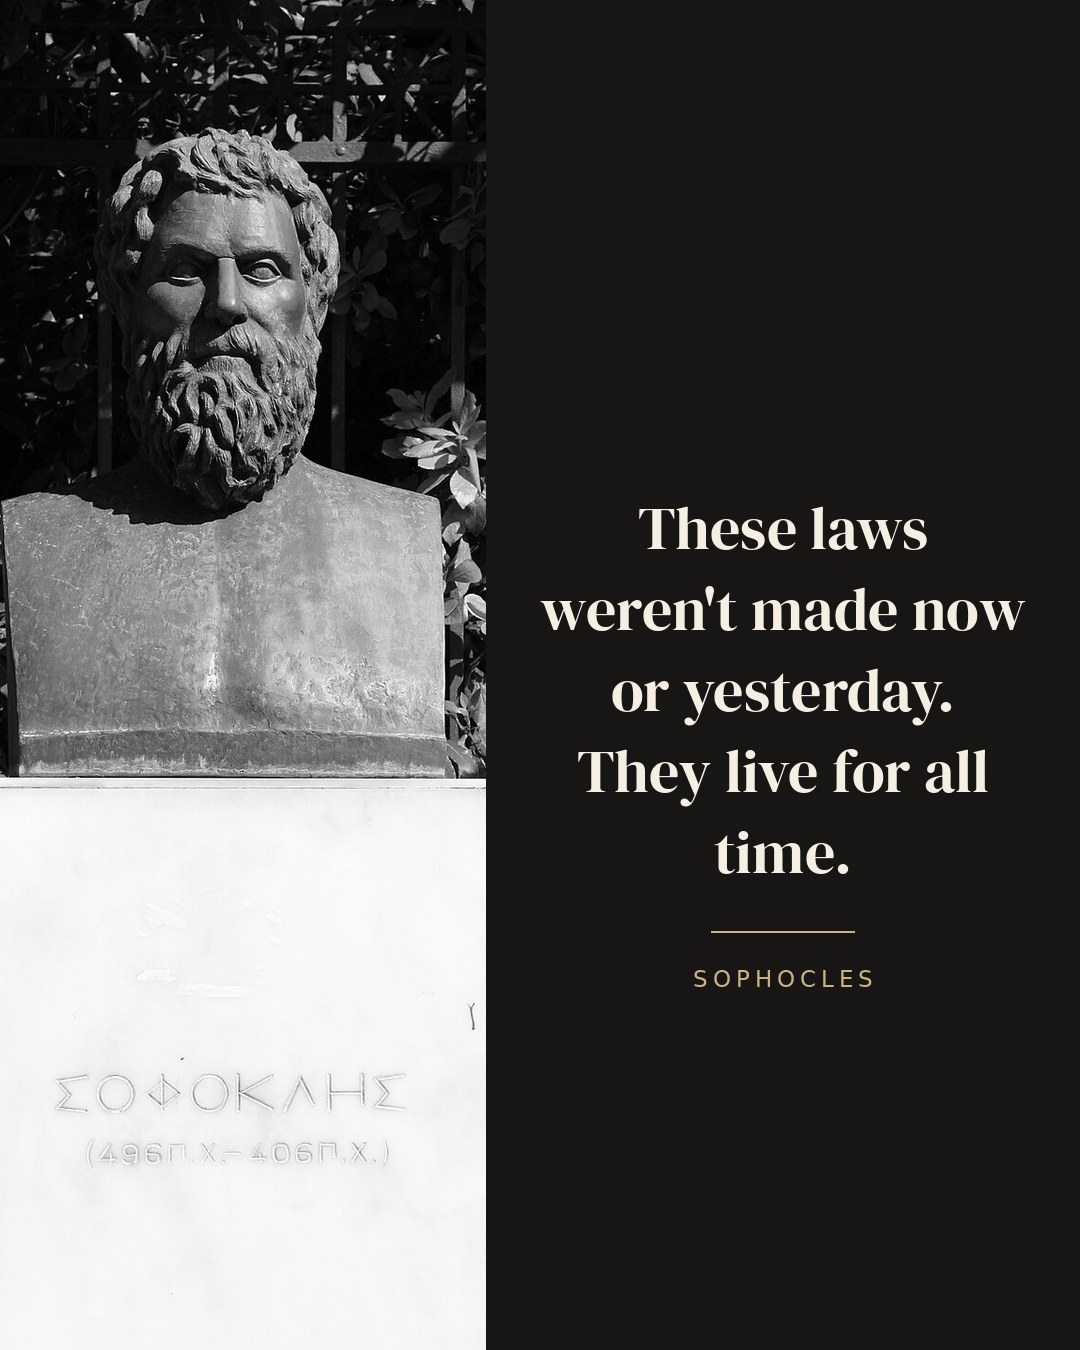 These laws
weren't made now
or yesterday.
They live for all
time.
SOPHOCLES
ΣΟΦΟΚΛΗΣ
(496Π.Χ.-406Π.Χ.)